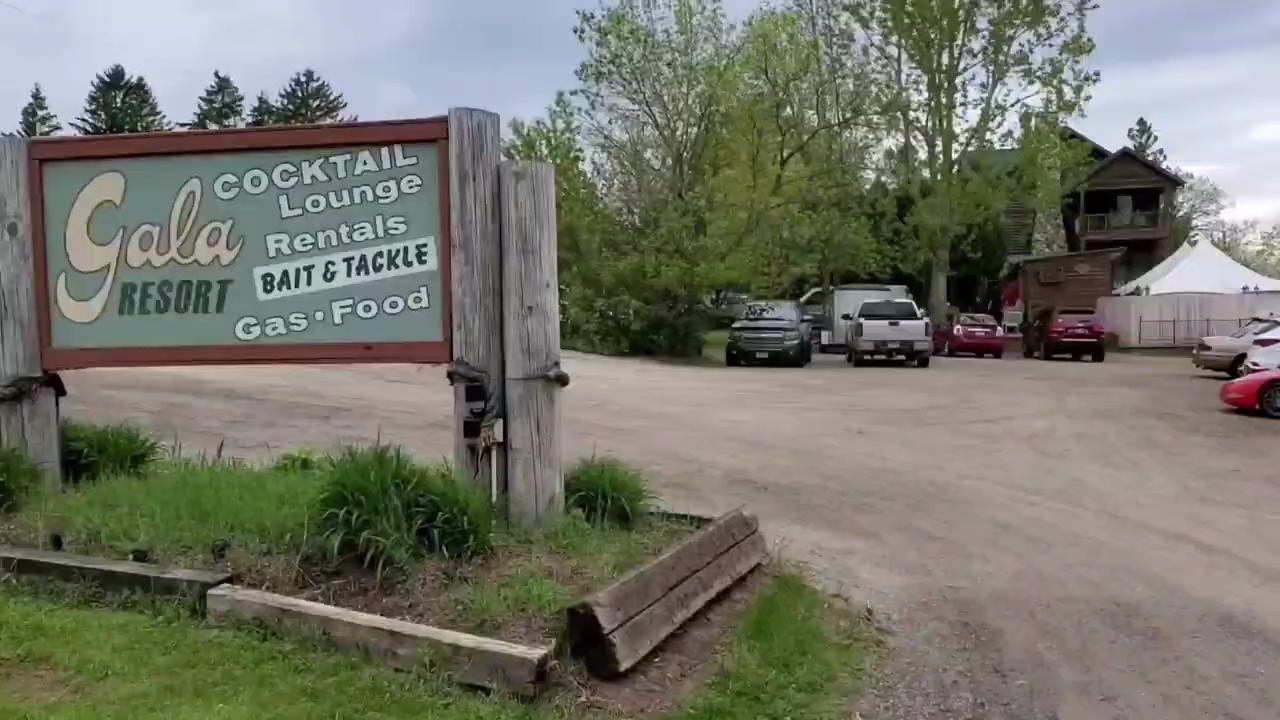 Gala
RESORT
COCKTAIL
Lounge
Rentals
BAIT & TACKLE
Gas · Food